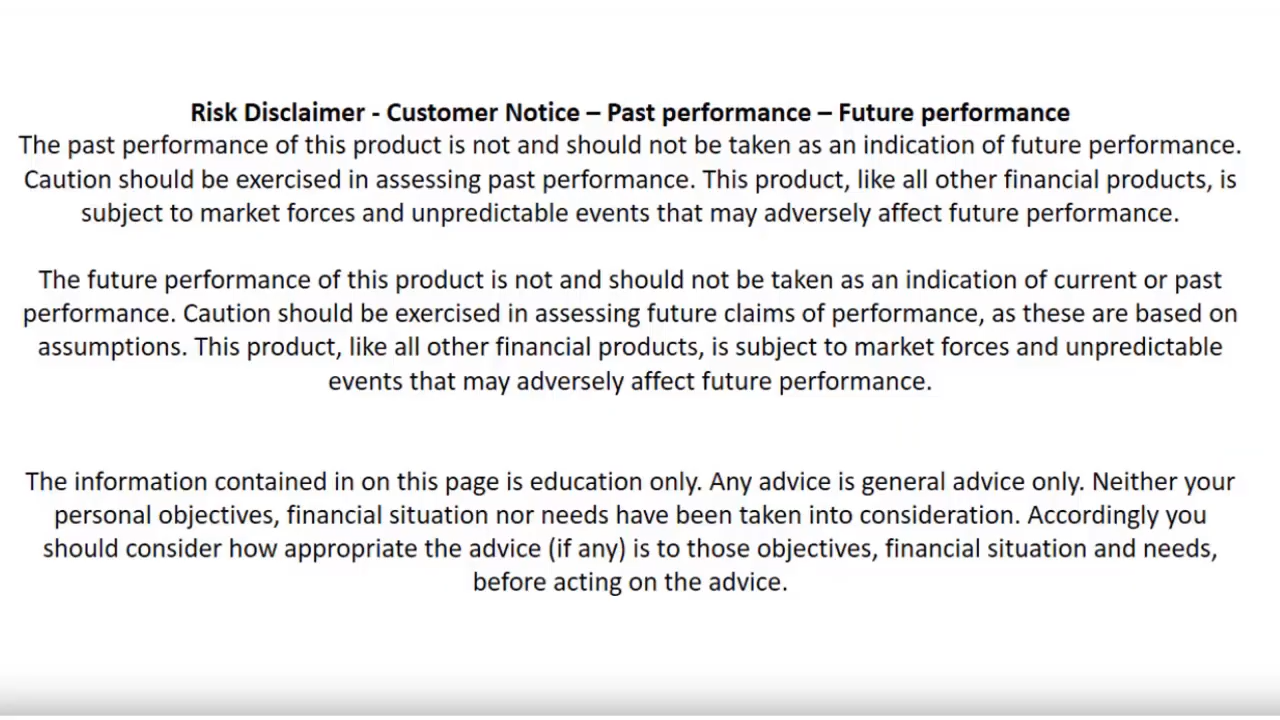 Risk Disclaimer - Customer Notice – Past performance – Future performance
The past performance of this product is not and should not be taken as an indication of future performance.
Caution should be exercised in assessing past performance. This product, like all other financial products, is
subject to market forces and unpredictable events that may adversely affect future performance.
The future performance of this product is not and should not be taken as an indication of current or past
performance. Caution should be exercised in assessing future claims of performance, as these are based on
assumptions. This product, like all other financial products, is subject to market forces and unpredictable
events that may adversely affect future performance.
The information contained in on this page is education only. Any advice is general advice only. Neither your
personal objectives, financial situation nor needs have been taken into consideration. Accordingly you
should consider how appropriate the advice (if any) is to those objectives, financial situation and needs,
before acting on the advice.